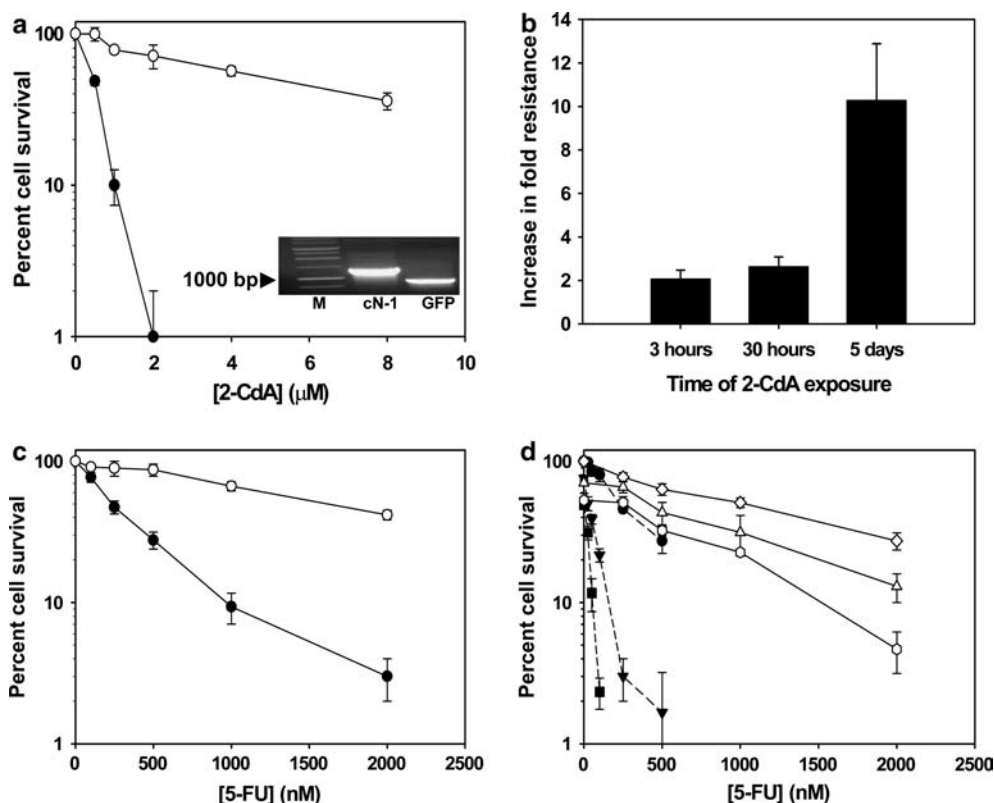 a
Percent cell survival
100
10
1
0 2 4 6 8 10
[2-CdA] (μM)
1000 bp
M cN-1 GFP
b
Increase in fold resistance
14
12
10
8
6
4
2
0
3 hours 30 hours 5 days
Time of 2-CdA exposure
c
Percent cell survival
100
10
1
0 500 1000 1500 2000 2500
[5-FU] (nM)
d
Percent cell survival
100
10
1
0 500 1000 1500 2000 2500
[5-FU] (nM)